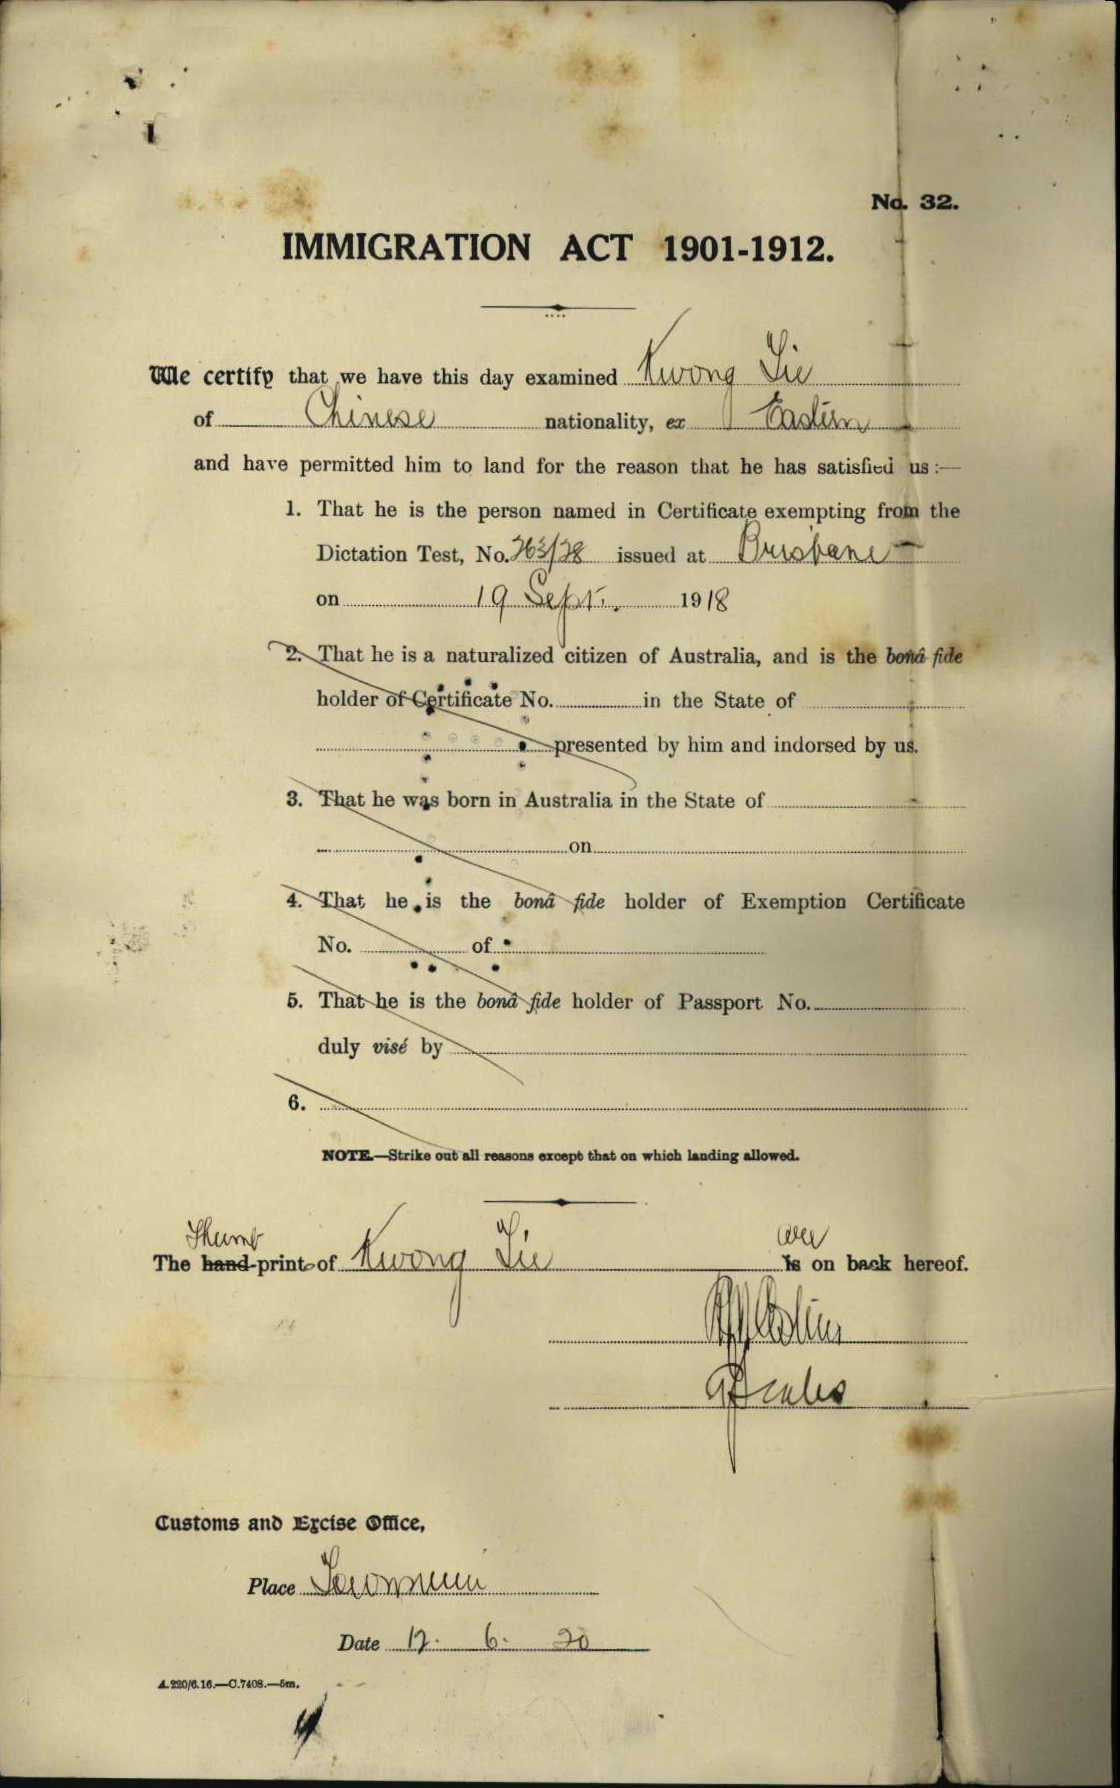 No. 32.
IMMIGRATION ACT 1901-1912.
We certify that we have this day examined Kwong Lie
of Chinese nationality, ex Eastern
and have permitted him to land for the reason that he has satisfied us :—
1. That he is the person named in Certificate exempting from the
Dictation Test, No. 263/28 issued at Brisbane
on 19 Sept. 1918
2. That he is a naturalized citizen of Australia, and is the bonâ fide
holder of Certificate No. in the State of
presented by him and indorsed by us.
3. That he was born in Australia in the State of
on
4. That he is the bonâ fide holder of Exemption Certificate
No. of
5. That he is the bonâ fide holder of Passport No.
duly visé by
6.
NOTE.—Strike out all reasons except that on which landing allowed.
Thumb
The hand-prints of Kwong Lie is on back hereof.
Customs and Excise Office,
Place
Date 12. 6. 20
A.220/6.16.—C.7408.—5m.